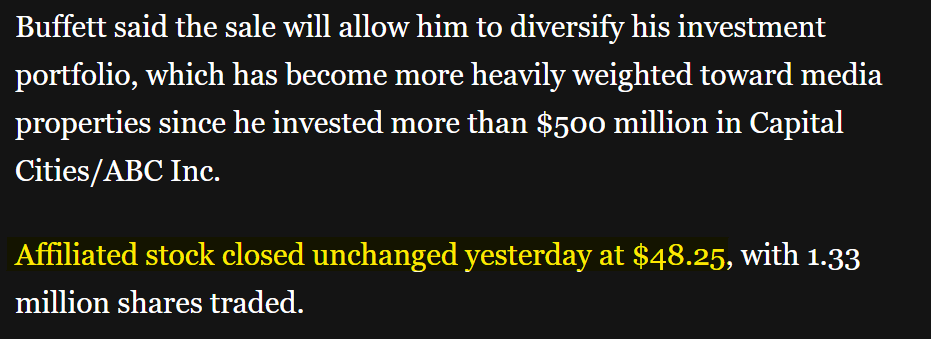 Buffett said the sale will allow him to diversify his investment
portfolio, which has become more heavily weighted toward media
properties since he invested more than $500 million in Capital
Cities/ABC Inc.
Affiliated stock closed unchanged yesterday at $48.25, with 1.33
million shares traded.